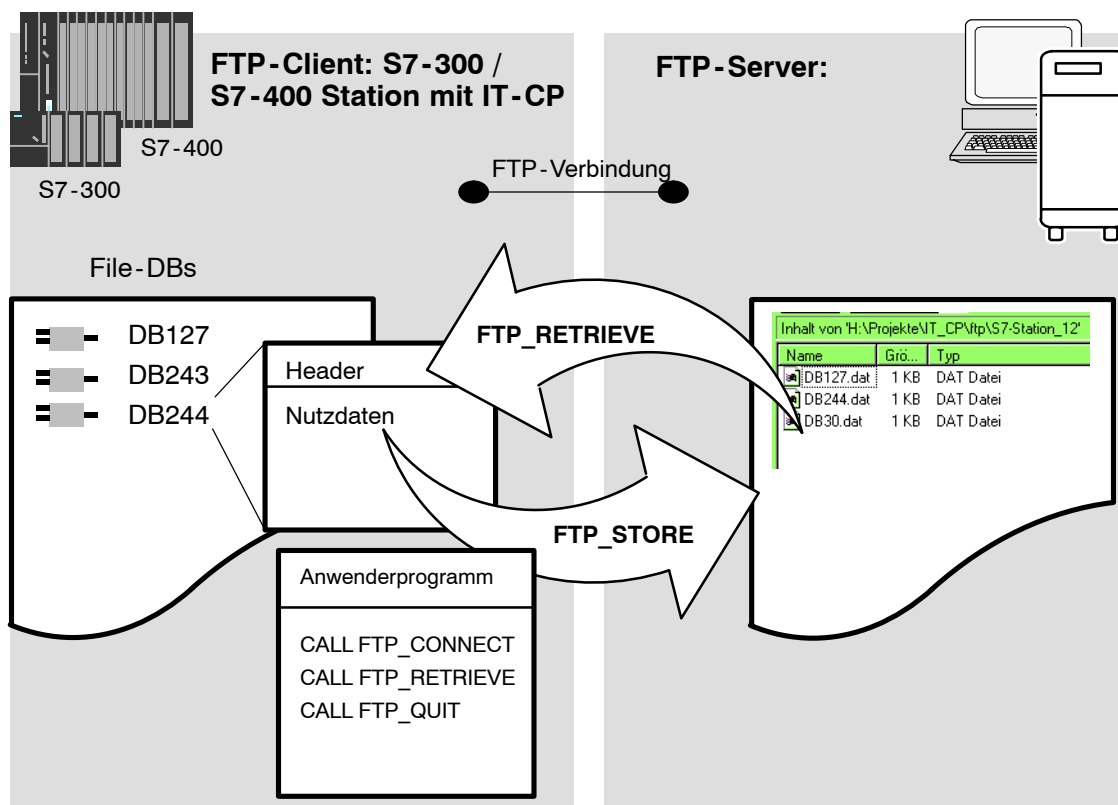 FTP-Client: S7-300 /
S7-400 Station mit IT-CP
S7-400
S7-300
FTP-Server:
FTP-Verbindung
File-DBs
DB127
DB243
DB244
Header
Nutzdaten
FTP_RETRIEVE
FTP_STORE
Inhalt von 'H:\Projekte\IT_CP\ftp\S7-Station_12'
Name Grö... Typ
DB127.dat 1 KB DAT Datei
DB244.dat 1 KB DAT Datei
DB30.dat 1 KB DAT Datei
Anwenderprogramm
CALL FTP_CONNECT
CALL FTP_RETRIEVE
CALL FTP_QUIT